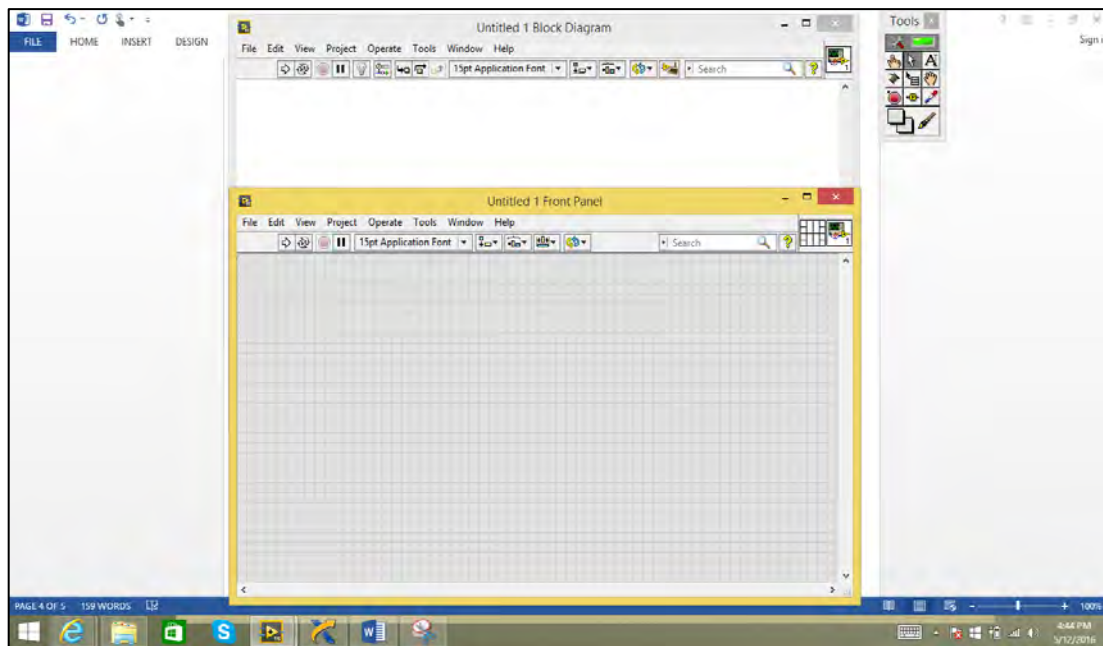 Untitled 1 Block Diagram
Tools
FILE HOME INSERT DESIGN
File Edit View Project Operate Tools Window Help
15pt Application Font Search
Untitled 1 Front Panel
File Edit View Project Operate Tools Window Help
15pt Application Font Search
PAGE 4 OF 5 159 WORDS
100%
4:44 PM
5/12/2016